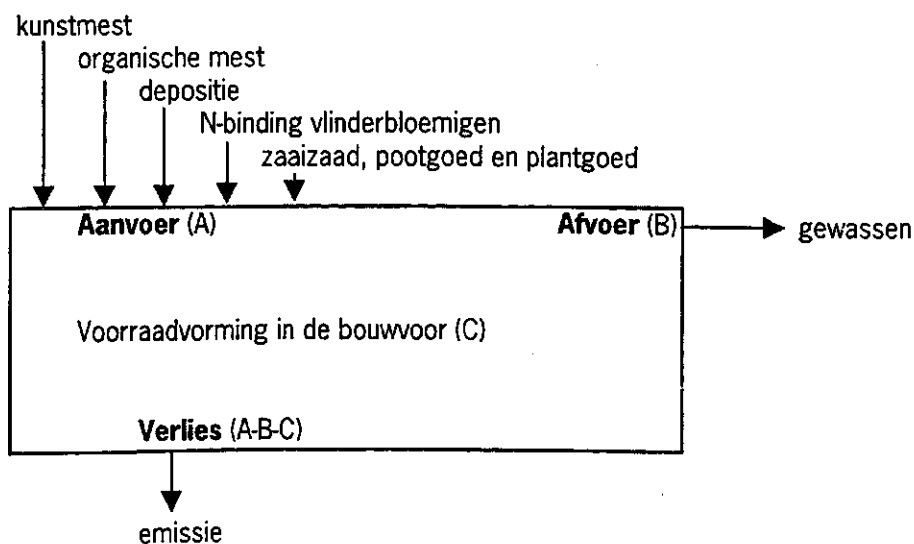 kunstmest
organische mest
depositie
N-binding vlinderbloemigen
zaaizaad, pootgoed en plantgoed
Aanvoer (A)
Afvoer (B)
gewassen
Voorraadvorming in de bouwvoor (C)
Verlies (A-B-C)
emissie